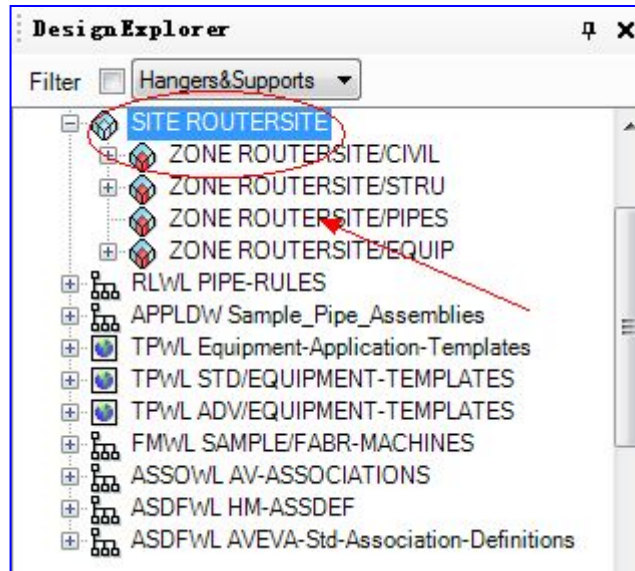 DesignExplorer
Filter Hangers&Supports
SITE ROUTERSITE
ZONE ROUTERSITE/CIVIL
ZONE ROUTERSITE/STRU
ZONE ROUTERSITE/PIPES
ZONE ROUTERSITE/EQUIP
RLWL PIPE-RULES
APPLDW Sample_Pipe_Assemblies
TPWL Equipment-Application-Templates
TPWL STD/EQUIPMENT-TEMPLATES
TPWL ADV/EQUIPMENT-TEMPLATES
FMWL SAMPLE/FABR-MACHINES
ASSOWL AV-ASSOCIATIONS
ASDFWL HM-ASSDEF
ASDFWL AVEVA-Std-Association-Definitions